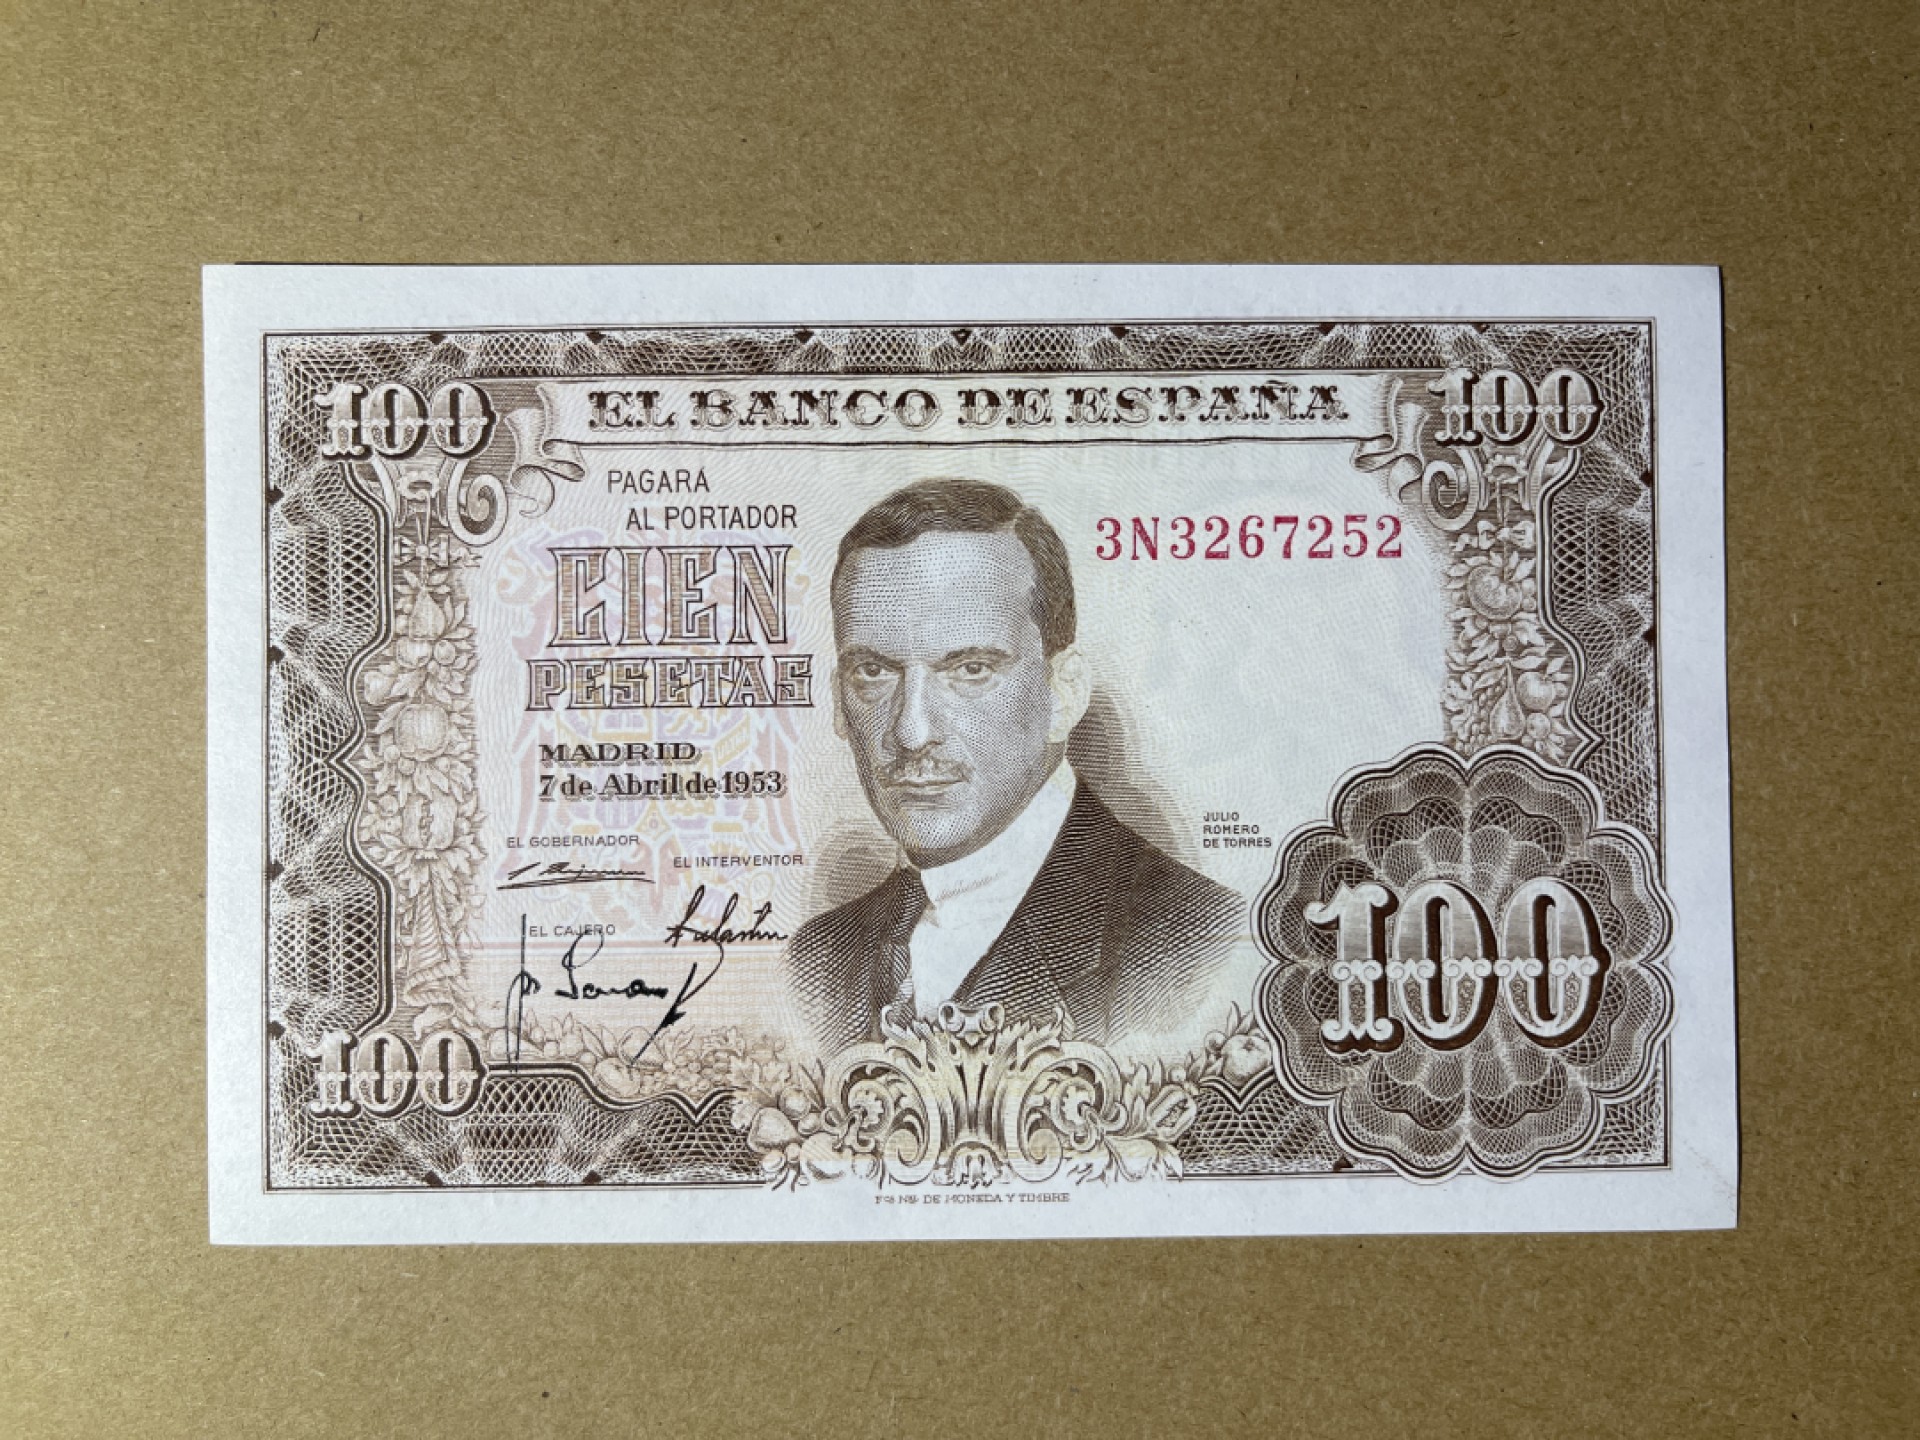 100
EL BANCO DE ESPAÑA
100
PAGARÁ
AL PORTADOR
3N3267252
CIEN
PESETAS
MADRID
7 de Abril de 1953
EL GOBERNADOR
EL INTERVENTOR
EL CAJERO
JULIO
ROMERO
DE TORRES
100
100
Fca Nal DE MONEDA Y TIMBRE